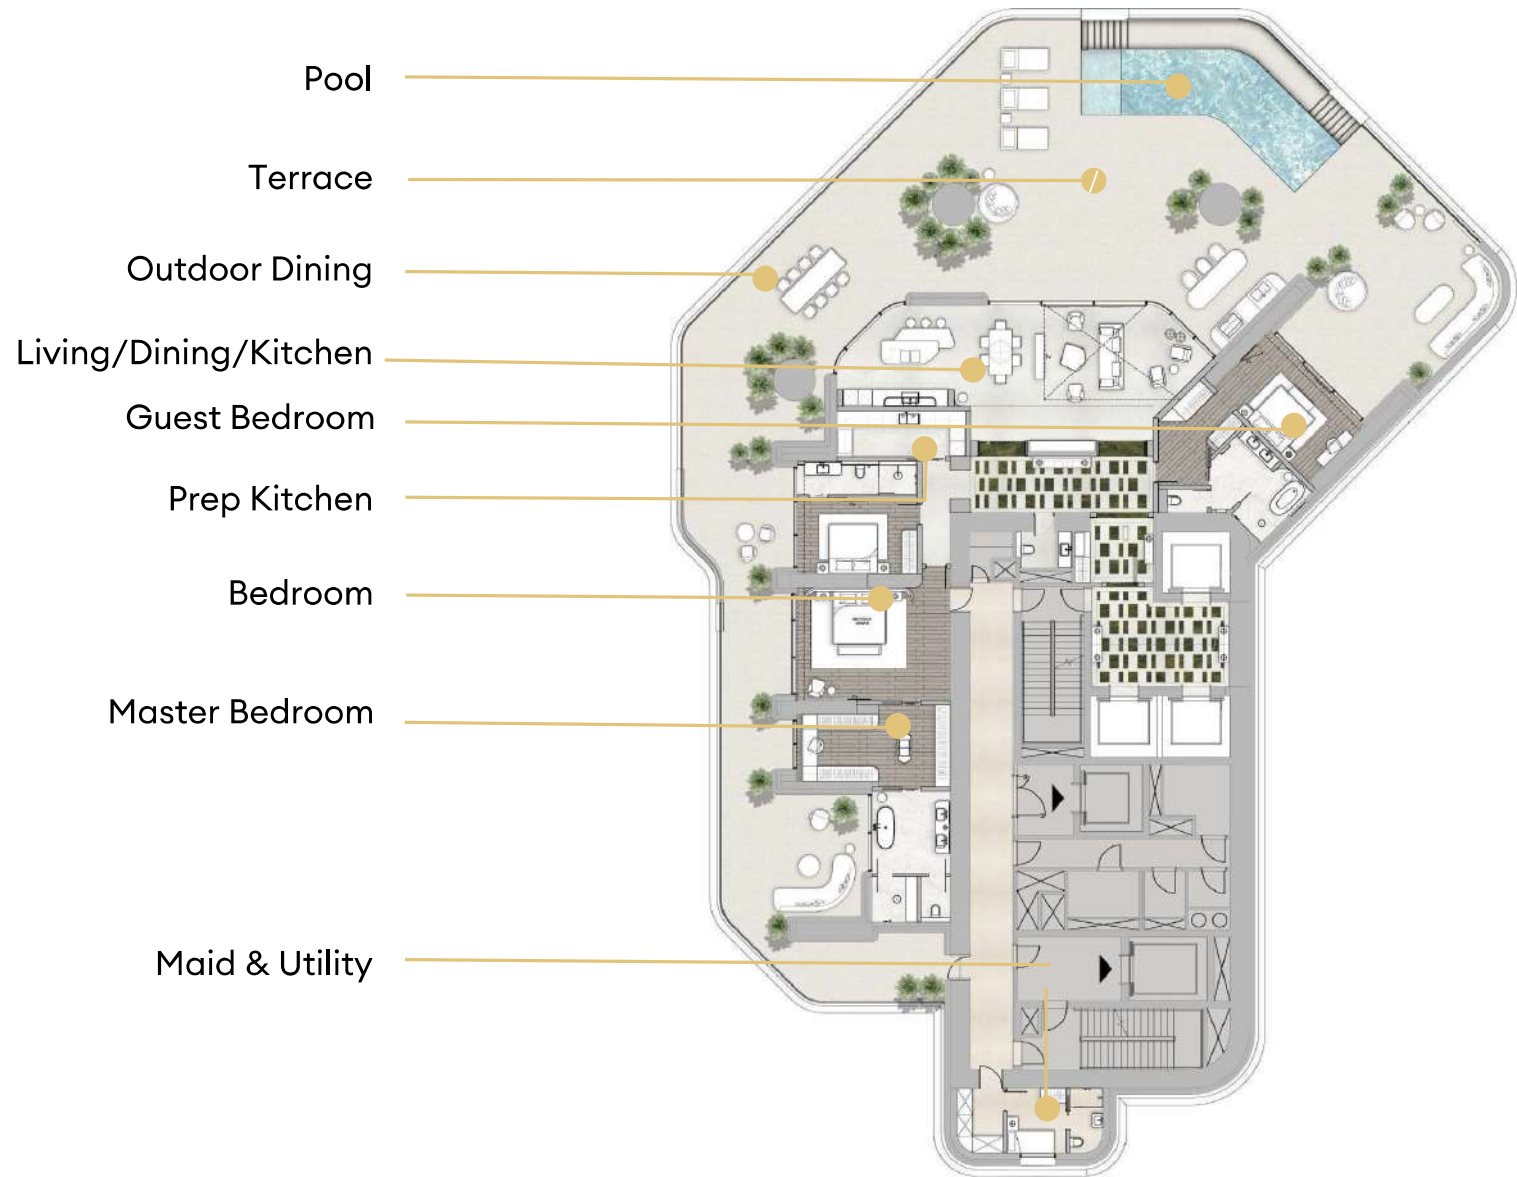 Pool
Terrace
Outdoor Dining
Living/Dining/Kitchen
Guest Bedroom
Prep Kitchen
Bedroom
Master Bedroom
Maid & Utility